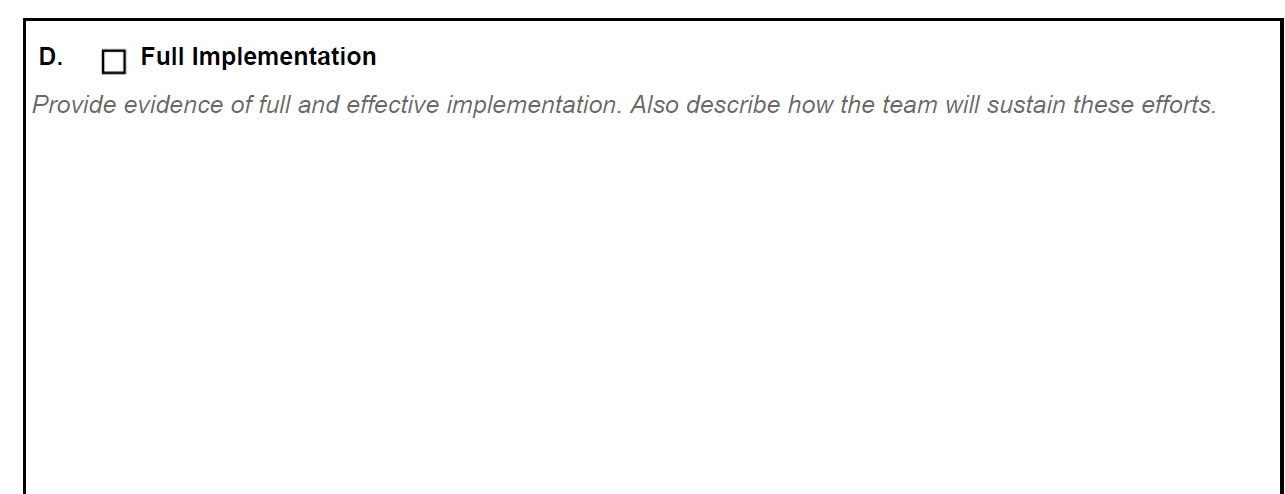 D. ☐ Full Implementation
Provide evidence of full and effective implementation. Also describe how the team will sustain these efforts.